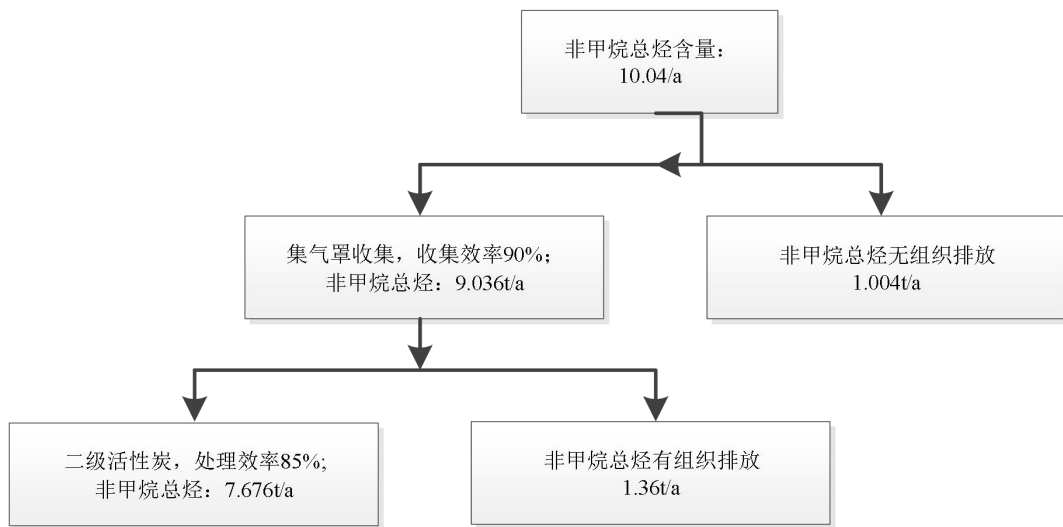 非甲烷总烃含量：
10.04/a
集气罩收集，收集效率90%；
非甲烷总烃：9.036t/a
非甲烷总烃无组织排放
1.004t/a
二级活性炭，处理效率85%;
非甲烷总烃：7.676t/a
非甲烷总烃有组织排放
1.36t/a